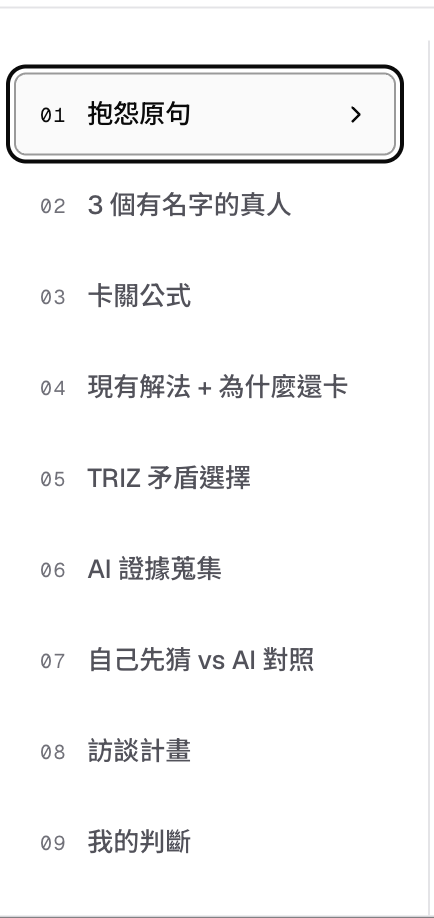 01 抱怨原句
02 3 個有名字的真人
03 卡關公式
04 現有解法 + 為什麼還卡
05 TRIZ 矛盾選擇
06 AI 證據蒐集
07 自己先猜 vs AI 對照
08 訪談計畫
09 我的判斷